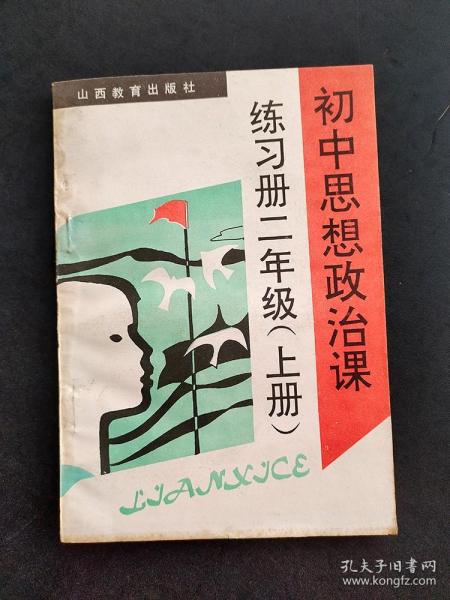 山西教育出版社
初中思想政治课
练习册二年级(上册)
LIANXICE
孔夫子旧书网
www.kongfz.com